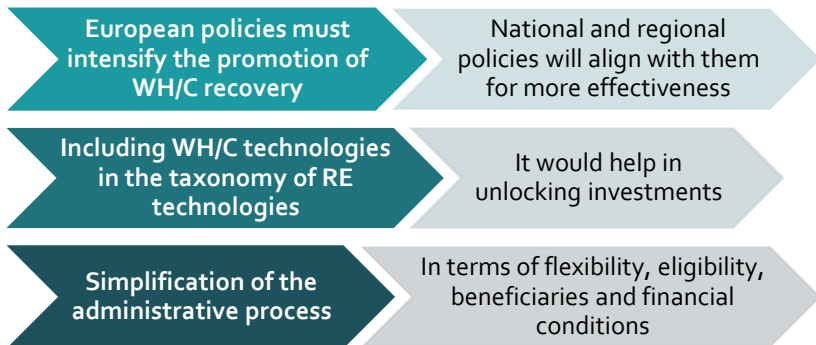 European policies must
intensify the promotion of
WH/C recovery
National and regional
policies will align with them
for more effectiveness
Including WH/C technologies
in the taxonomy of RE
technologies
It would help in
unlocking investments
Simplification of the
administrative process
In terms of flexibility, eligibility,
beneficiaries and financial
conditions